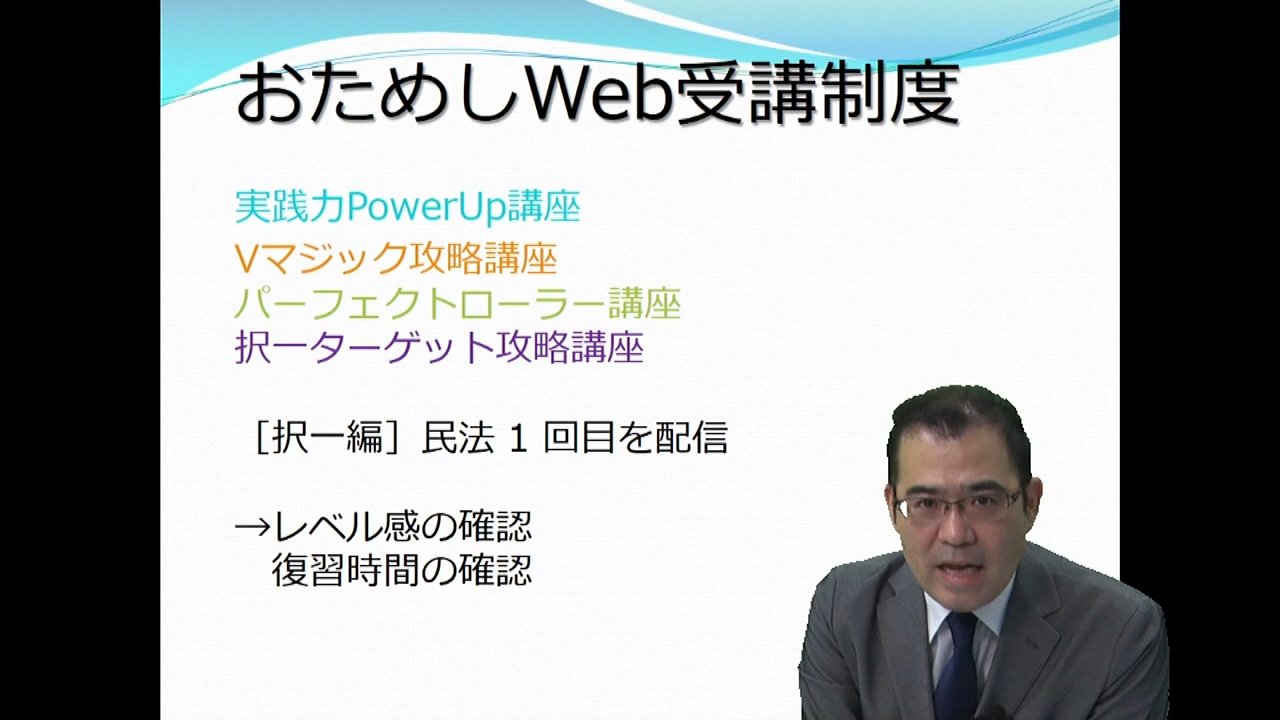 おためしWeb受講制度
実践力PowerUp講座
Vマジック攻略講座
パーフェクトローラー講座
択一ターゲット攻略講座
［択一編］民法１回目を配信
→レベル感の確認
復習時間の確認